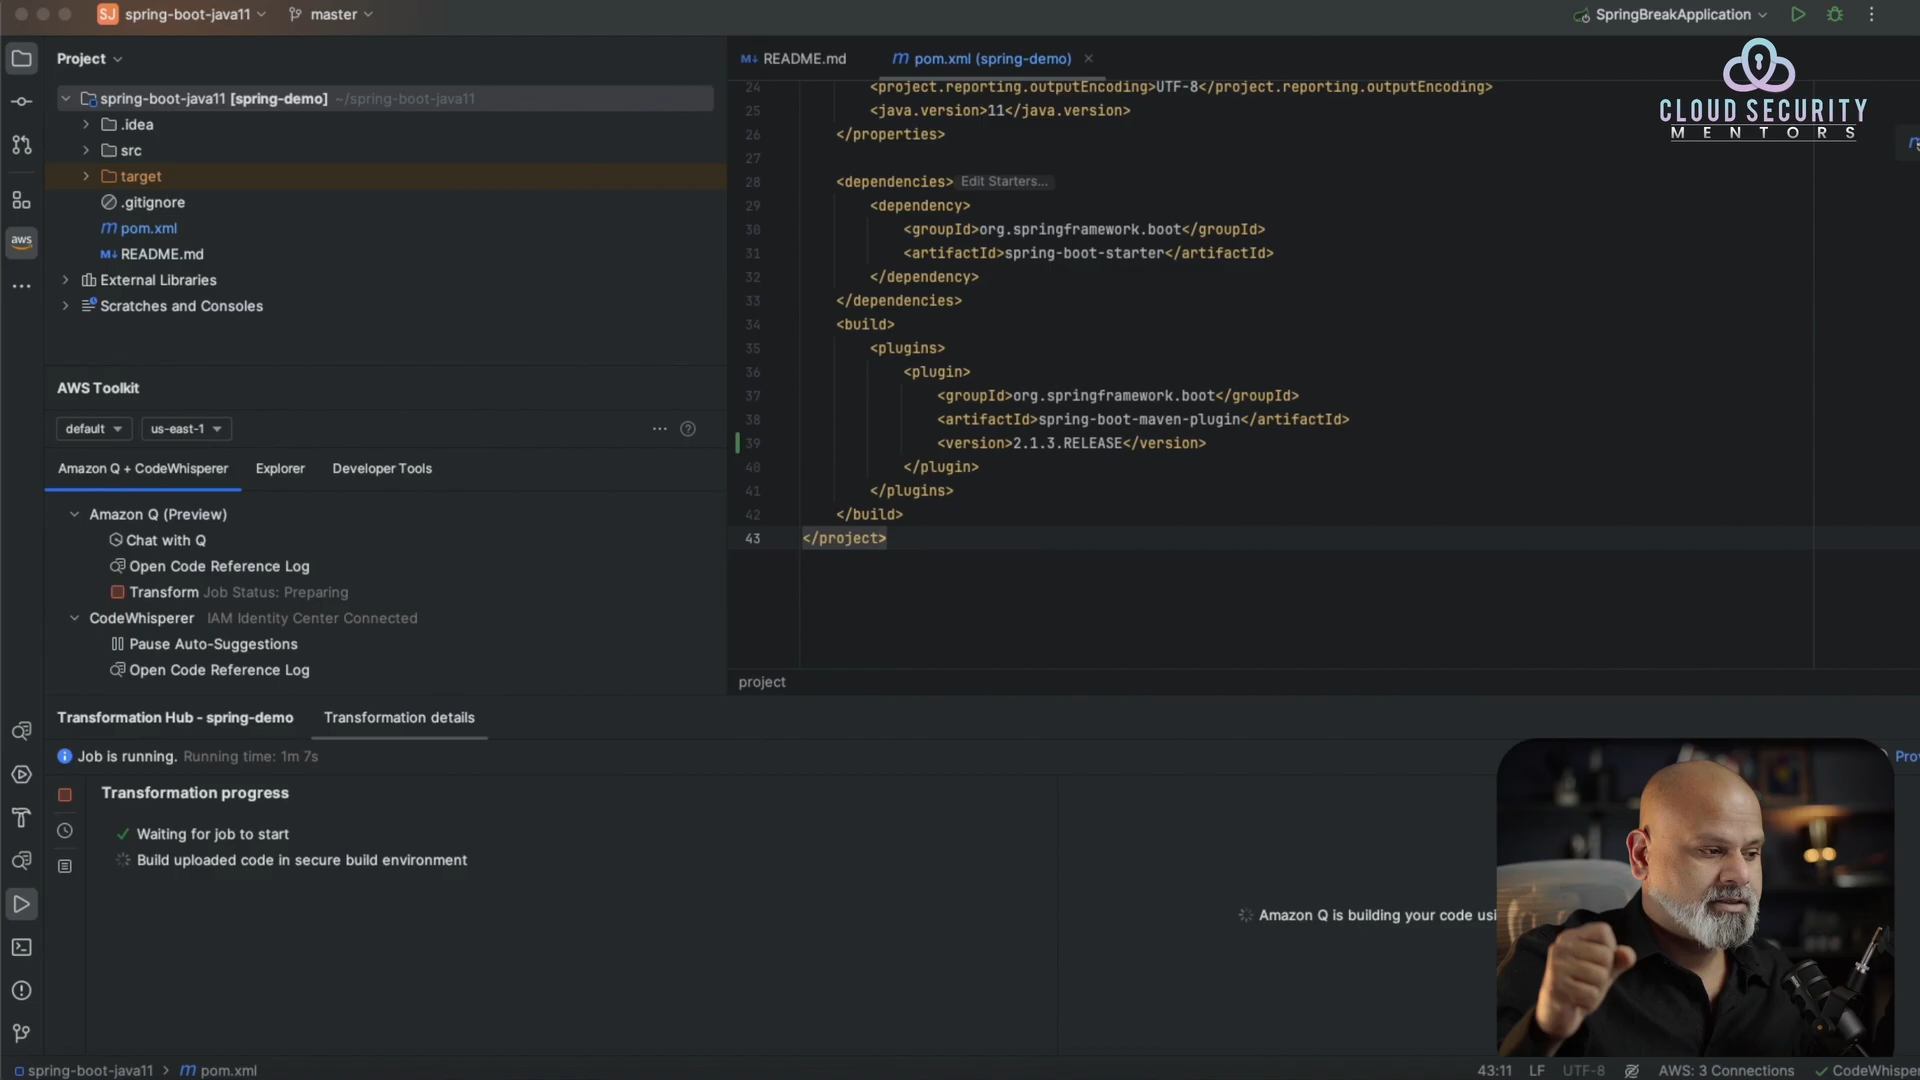 SJ spring-boot-java11 master SpringBreakApplication
Project
spring-boot-java11 [spring-demo] ~/spring-boot-java11
.idea
src
target
.gitignore
m pom.xml
M↓ README.md
External Libraries
Scratches and Consoles
aws
AWS Toolkit
default us-east-1
Amazon Q + CodeWhisperer Explorer Developer Tools
Amazon Q (Preview)
Chat with Q
Open Code Reference Log
Transform Job Status: Preparing
CodeWhisperer IAM Identity Center Connected
Pause Auto-Suggestions
Open Code Reference Log
M↓ README.md m pom.xml (spring-demo)
CLOUD SECURITY
MENTORS
24 <project.reporting.outputEncoding>UTF-8</project.reporting.outputEncoding>
25 <java.version>11</java.version>
26 </properties>
27
28 <dependencies> Edit Starters...
29 <dependency>
30 <groupId>org.springframework.boot</groupId>
31 <artifactId>spring-boot-starter</artifactId>
32 </dependency>
33 </dependencies>
34 <build>
35 <plugins>
36 <plugin>
37 <groupId>org.springframework.boot</groupId>
38 <artifactId>spring-boot-maven-plugin</artifactId>
39 <version>2.1.3.RELEASE</version>
40 </plugin>
41 </plugins>
42 </build>
43 </project>
project
Transformation Hub - spring-demo Transformation details
Job is running. Running time: 1m 7s
Transformation progress
Waiting for job to start
Build uploaded code in secure build environment
Amazon Q is building your code usi
spring-boot-java11 > m pom.xml
43:11 LF UTF-8 AWS: 3 Connections CodeWhisper